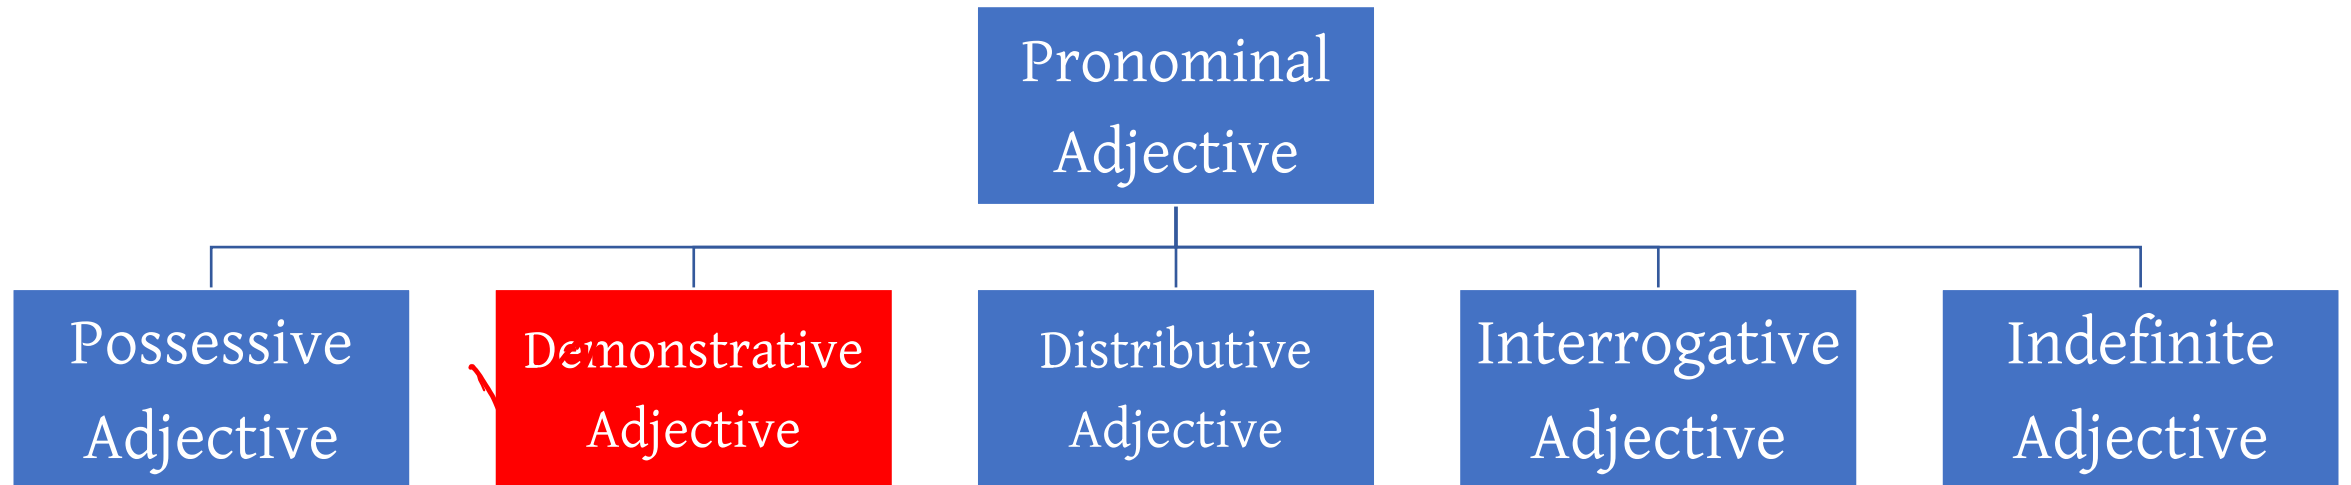 Pronominal
Adjective
Possessive
Adjective
Demonstrative
Adjective
Distributive
Adjective
Interrogative
Adjective
Indefinite
Adjective